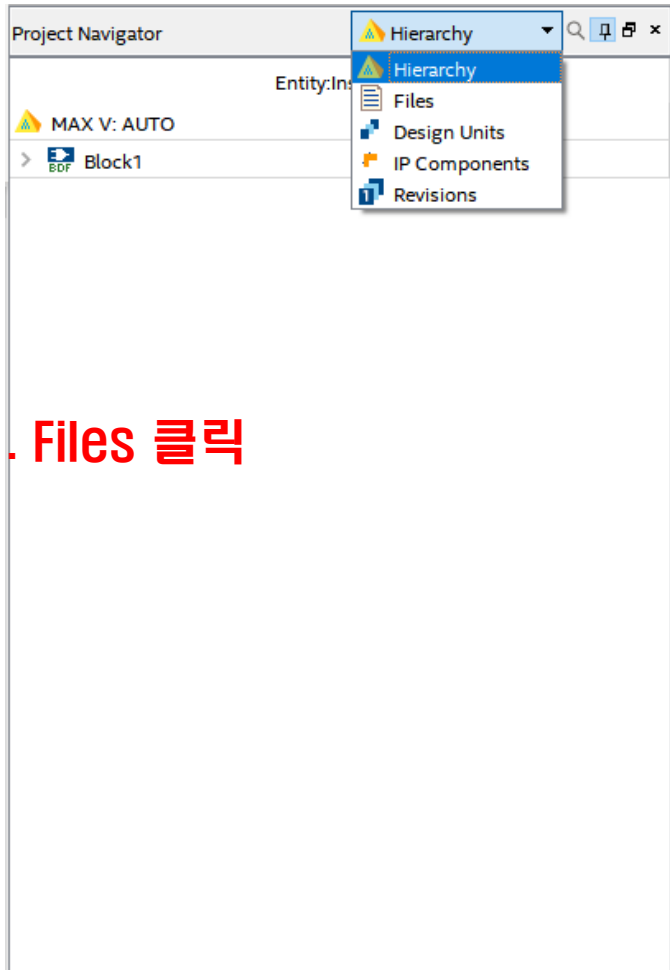 Project Navigator
Hierarchy
Hierarchy
Entity:Ins
Files
MAX V: AUTO
Design Units
BDF Block1
IP Components
1 Revisions
. Files 클릭